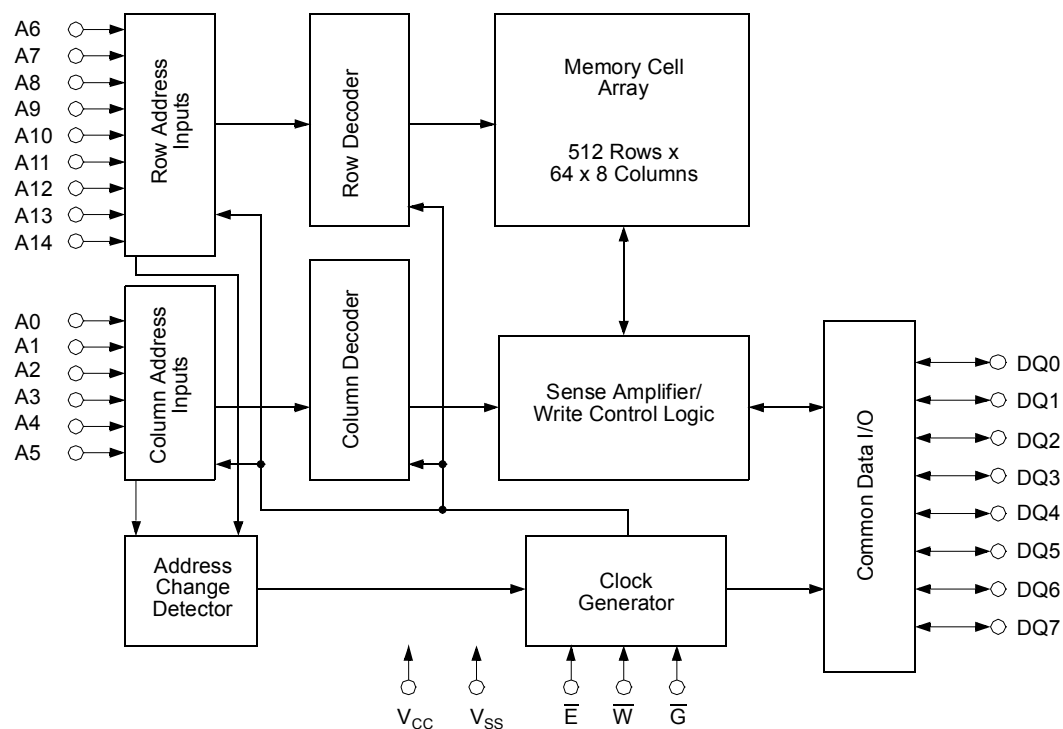 A6
A7
A8
A9
A10
A11
A12
A13
A14
Row Address
Inputs
Row Decoder
Memory Cell
Array
512 Rows x
64 x 8 Columns
A0
A1
A2
A3
A4
A5
Column Address
Inputs
Column Decoder
Sense Amplifier/
Write Control Logic
Common Data I/O
DQ0
DQ1
DQ2
DQ3
DQ4
DQ5
DQ6
DQ7
Address
Change
Detector
Clock
Generator
V_CC
V_SS
E̅
W̅
G̅